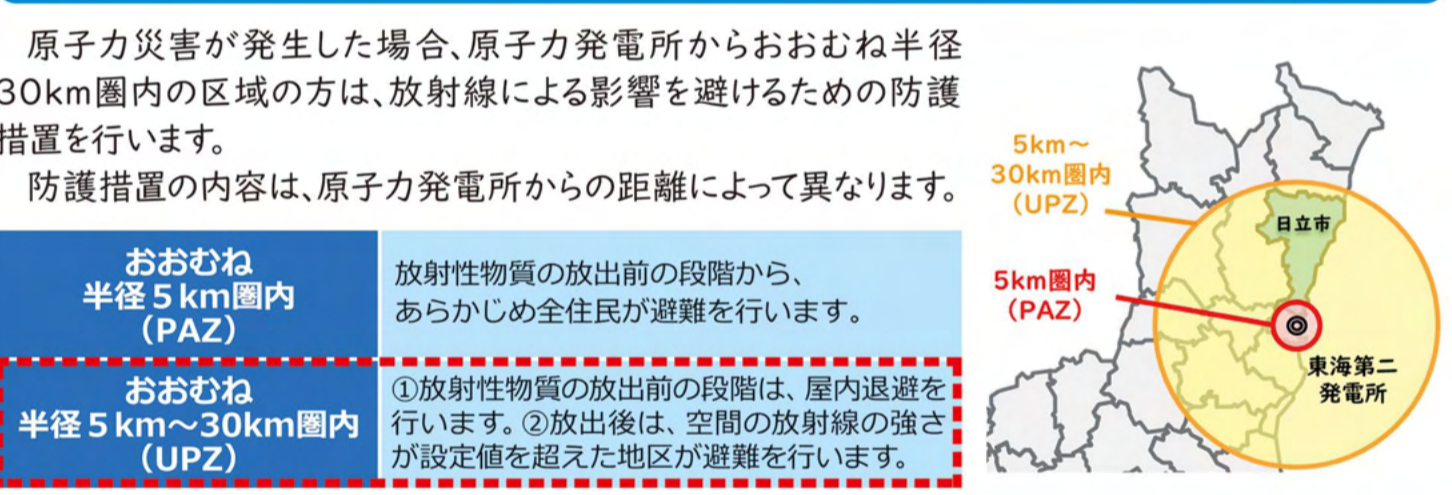 原子力災害が発生した場合、原子力発電所からおおむね半径
30km圏内の区域の方は、放射線による影響を避けるための防護
措置を行います。
防護措置の内容は、原子力発電所からの距離によって異なります。
おおむね
半径5km圏内
(PAZ)
放射性物質の放出前の段階から、
あらかじめ全住民が避難を行います。
おおむね
半径5km～30km圏内
(UPZ)
①放射性物質の放出前の段階は、屋内退避を
行います。②放出後は、空間の放射線の強さ
が設定値を超えた地区が避難を行います。
5km～
30km圏内
(UPZ)
日立市
5km圏内
(PAZ)
東海第二
発電所